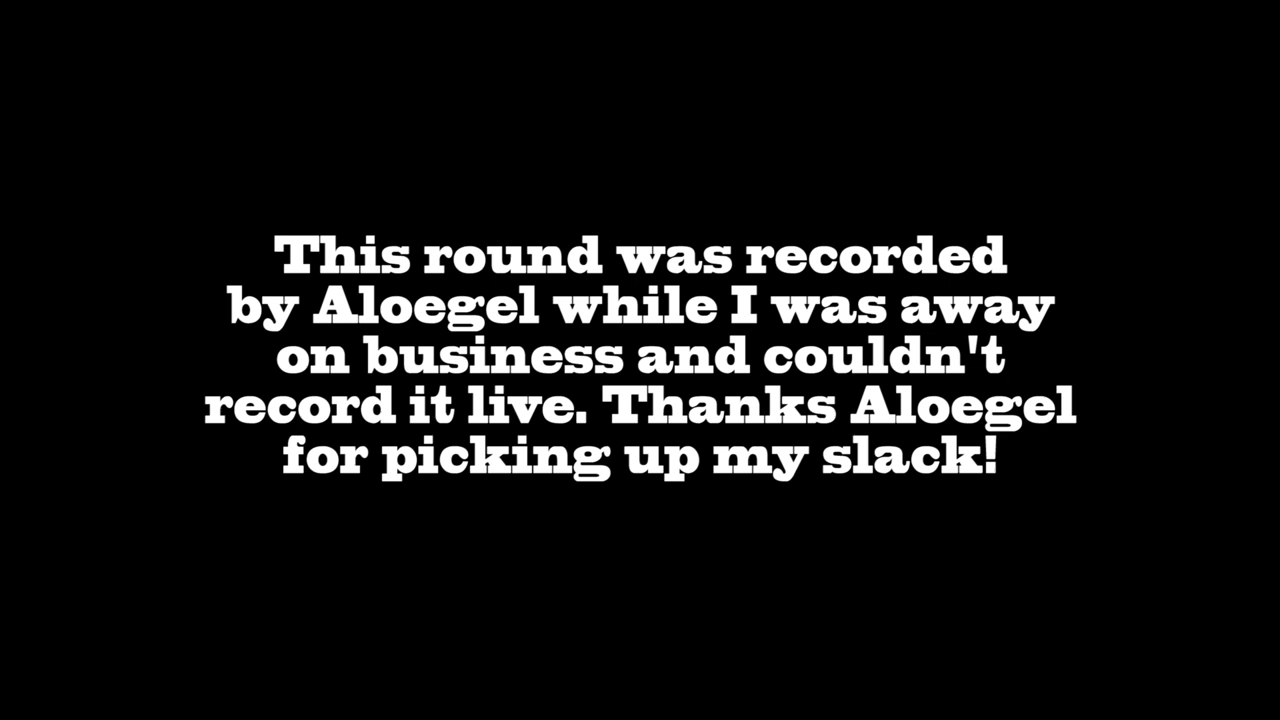 This round was recorded
by Aloegel while I was away
on business and couldn't
record it live. Thanks Aloegel
for picking up my slack!